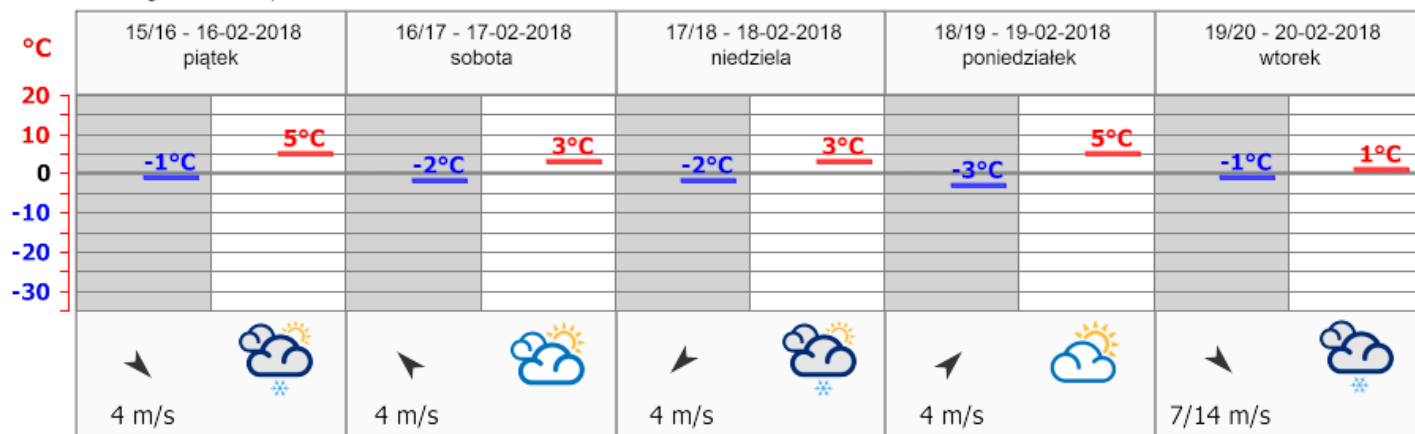 °C
15/16 - 16-02-2018
piątek
16/17 - 17-02-2018
sobota
17/18 - 18-02-2018
niedziela
18/19 - 19-02-2018
poniedziałek
19/20 - 20-02-2018
wtorek
20
10
0
-10
-20
-30
-1°C
5°C
-2°C
3°C
-2°C
3°C
-3°C
5°C
-1°C
1°C
4 m/s
4 m/s
4 m/s
4 m/s
7/14 m/s